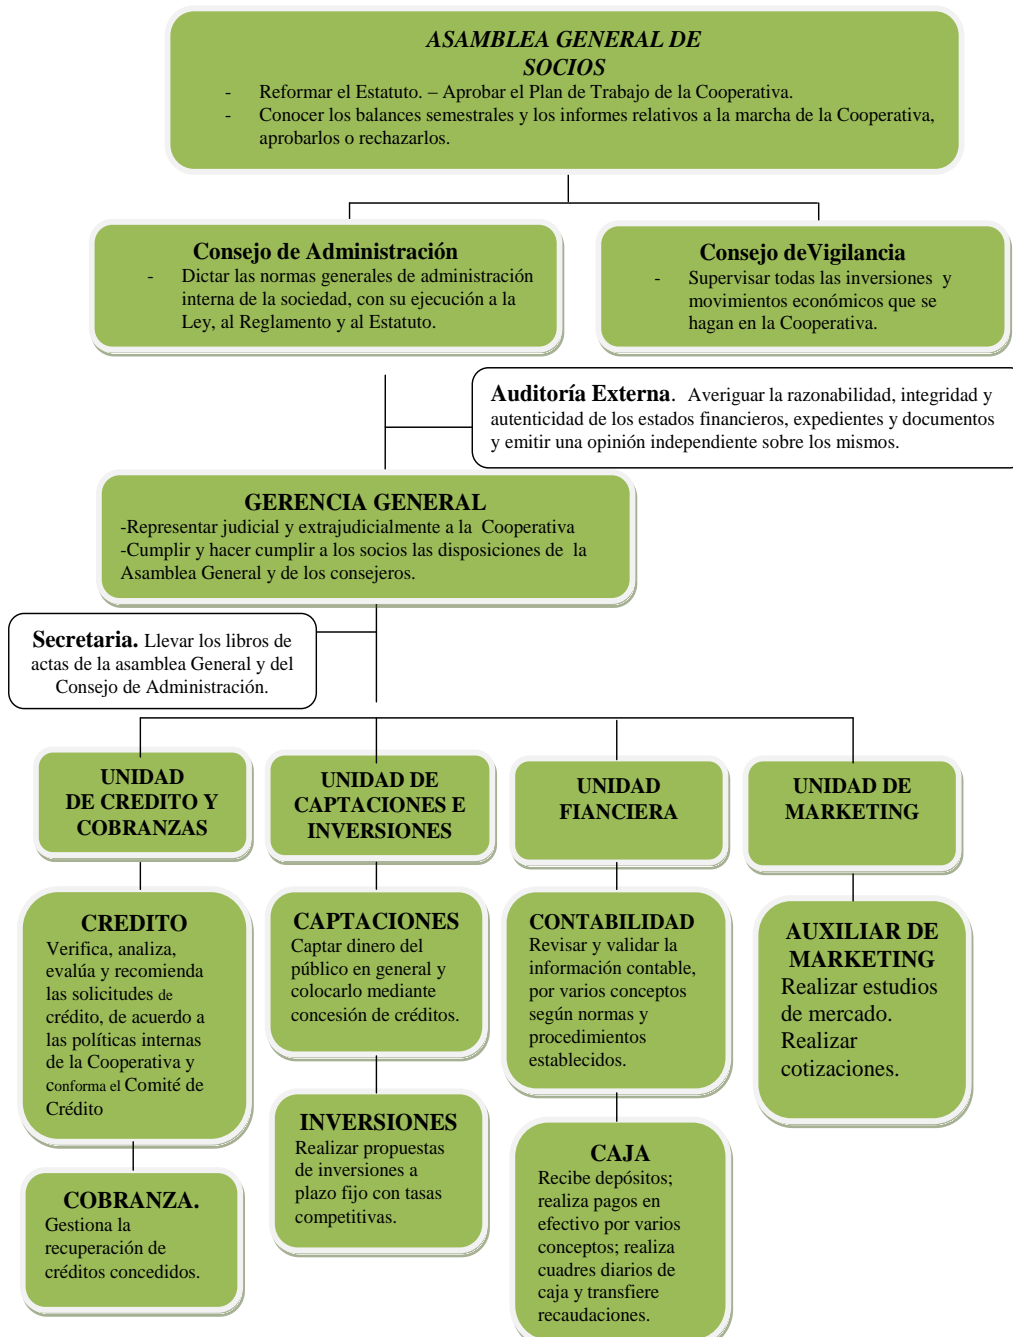 ASAMBLEA GENERAL DE
SOCIOS
- Reformar el Estatuto. – Aprobar el Plan de Trabajo de la Cooperativa.
- Conocer los balances semestrales y los informes relativos a la marcha de la Cooperativa,
aprobarlos o rechazarlos.
Consejo de Administración
- Dictar las normas generales de administración
interna de la sociedad, con su ejecución a la
Ley, al Reglamento y al Estatuto.
Consejo deVigilancia
- Supervisar todas las inversiones y
movimientos económicos que se
hagan en la Cooperativa.
Auditoría Externa. Averiguar la razonabilidad, integridad y
autenticidad de los estados financieros, expedientes y documentos
y emitir una opinión independiente sobre los mismos.
GERENCIA GENERAL
-Representar judicial y extrajudicialmente a la Cooperativa
-Cumplir y hacer cumplir a los socios las disposiciones de la
Asamblea General y de los consejeros.
Secretaria. Llevar los libros de
actas de la asamblea General y del
Consejo de Administración.
UNIDAD
DE CREDITO Y
COBRANZAS
UNIDAD DE
CAPTACIONES E
INVERSIONES
UNIDAD
FIANCIERA
UNIDAD DE
MARKETING
CREDITO
Verifica, analiza,
evalúa y recomienda
las solicitudes de
crédito, de acuerdo a
las políticas internas
de la Cooperativa y
conforma el Comité de
Crédito
CAPTACIONES
Captar dinero del
público en general y
colocarlo mediante
concesión de créditos.
CONTABILIDAD
Revisar y validar la
información contable,
por varios conceptos
según normas y
procedimientos
establecidos.
AUXILIAR DE
MARKETING
Realizar estudios
de mercado.
Realizar
cotizaciones.
COBRANZA.
Gestiona la
recuperación de
créditos concedidos.
INVERSIONES
Realizar propuestas
de inversiones a
plazo fijo con tasas
competitivas.
CAJA
Recibe depósitos;
realiza pagos en
efectivo por varios
conceptos; realiza
cuadres diarios de
caja y transfiere
recaudaciones.